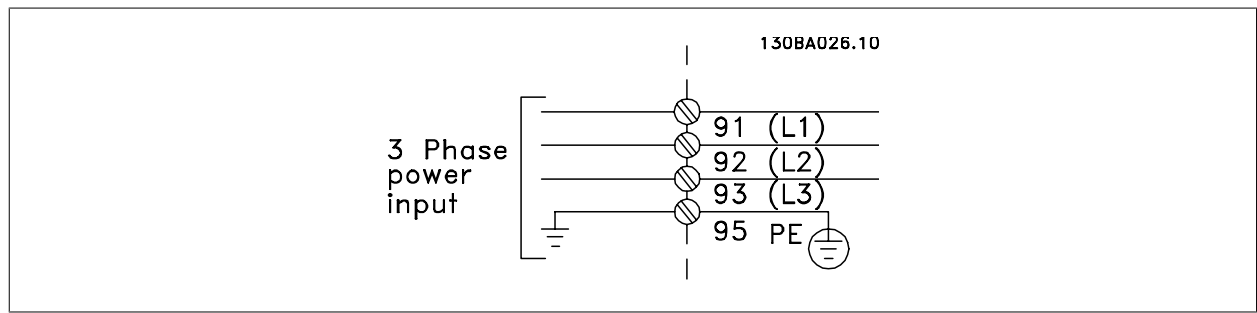 130BA026.10
3 Phase
power
input
91 (L1)
92 (L2)
93 (L3)
95 PE